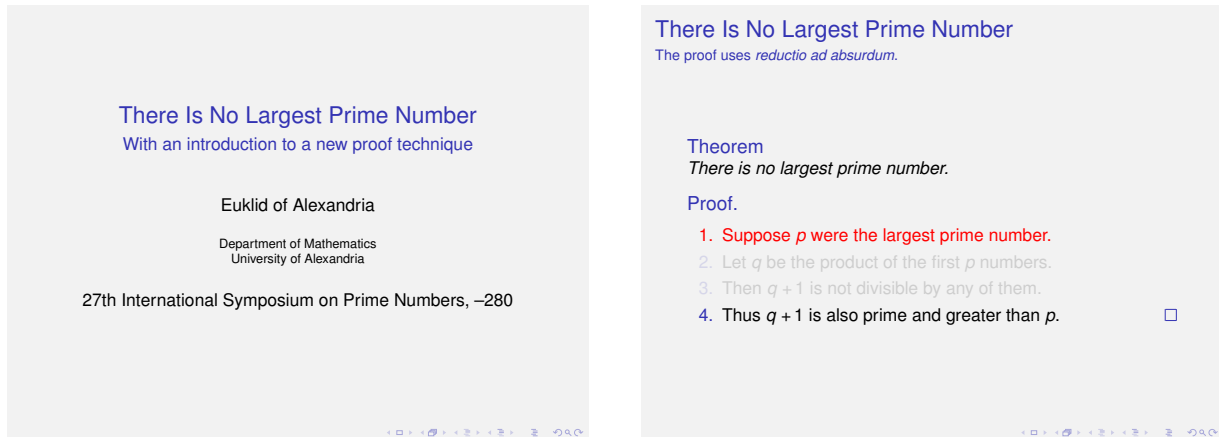 There Is No Largest Prime Number
With an introduction to a new proof technique
Euklid of Alexandria
Department of Mathematics
University of Alexandria
27th International Symposium on Prime Numbers, –280
There Is No Largest Prime Number
The proof uses reductio ad absurdum.
Theorem
There is no largest prime number.
Proof.
1. Suppose p were the largest prime number.
2. Let q be the product of the first p numbers.
3. Then q + 1 is not divisible by any of them.
4. Thus q + 1 is also prime and greater than p.